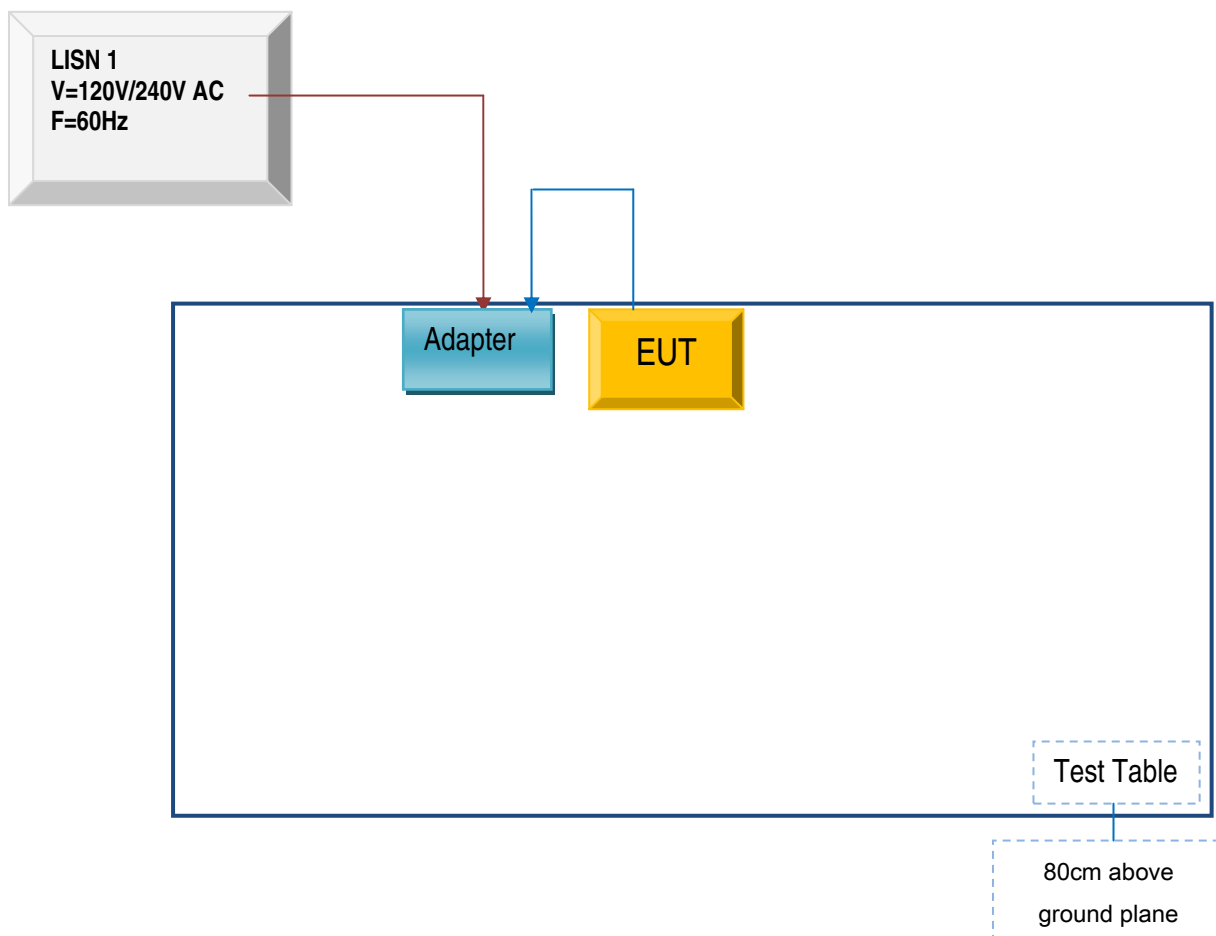 LISN 1
V=120V/240V AC
F=60Hz
Adapter
EUT
Test Table
80cm above
ground plane